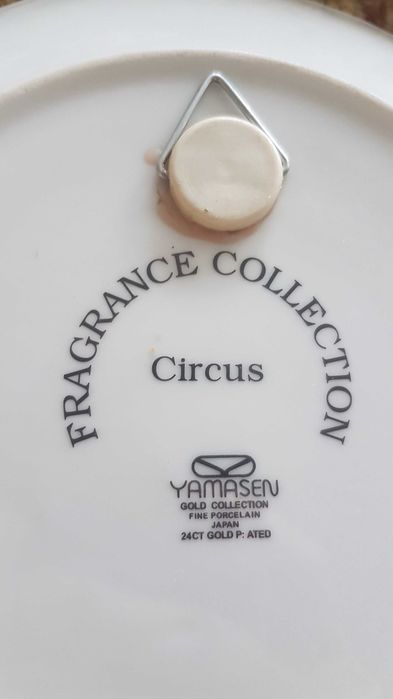 FRAGRANCE COLLECTION
Circus
YAMASEN
GOLD COLLECTION
FINE PORCELAIN
JAPAN
24CT GOLD P: ATED